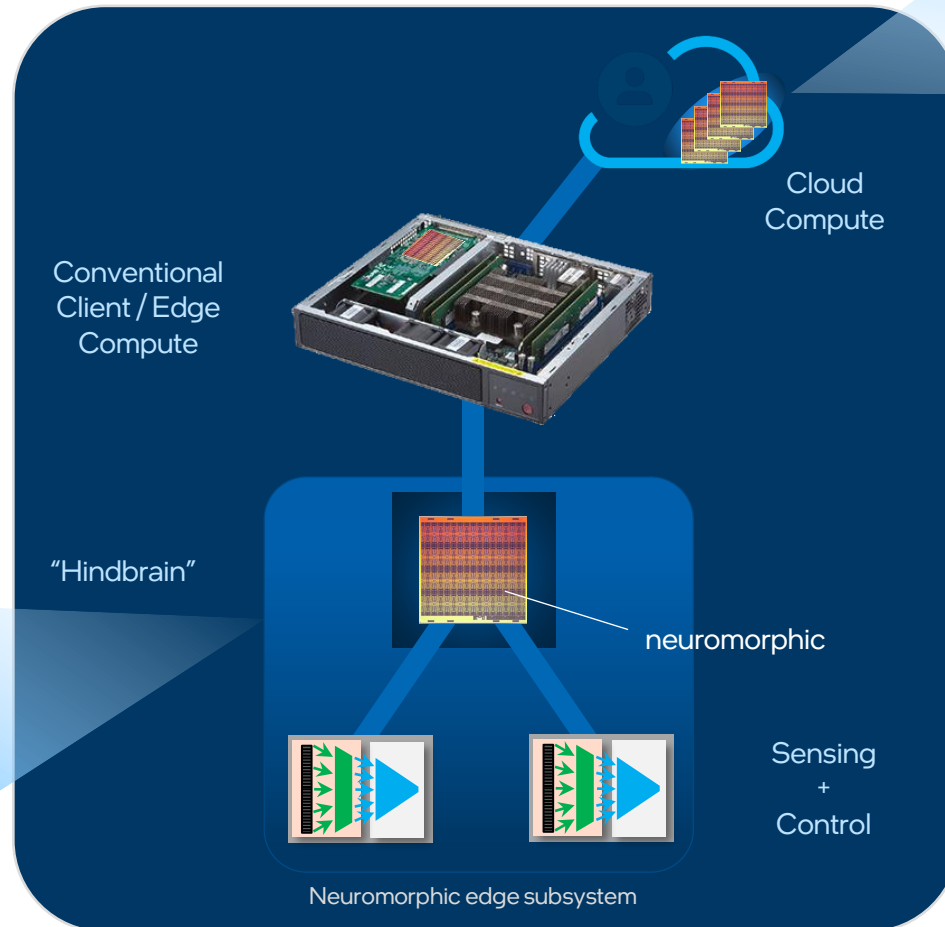 Cloud
Compute
Conventional
Client / Edge
Compute
“Hindbrain”
neuromorphic
Sensing
+
Control
Neuromorphic edge subsystem